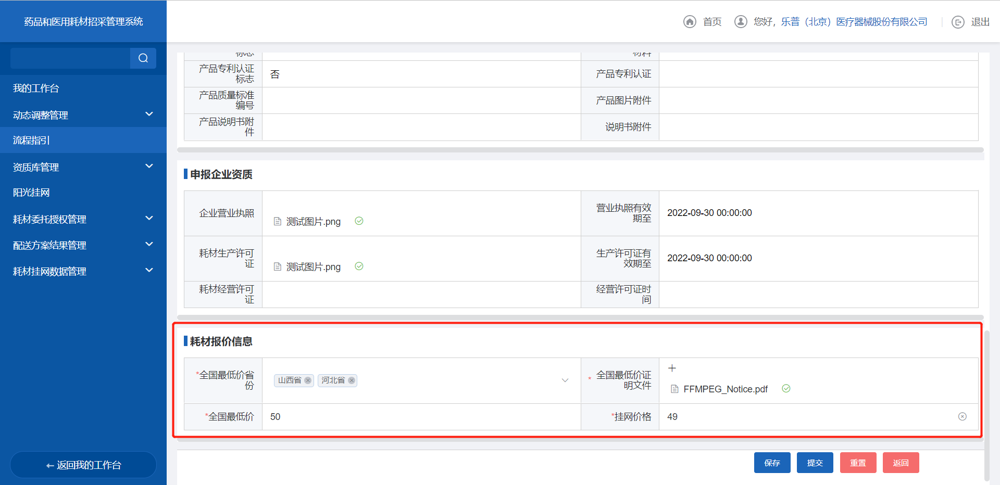 药品和医用耗材招采管理系统
首页
您好，乐普（北京）医疗器械股份有限公司
退出
我的工作台
动态调整管理
流程指引
资质库管理
阳光挂网
耗材委托授权管理
配送方案结果管理
耗材挂网数据管理
返回我的工作台
标志
材料
产品专利认证
标志
否
产品专利认证
产品质量标准
编号
产品图片附件
产品说明书附
件
说明书附件
申报企业资质
企业营业执照
测试图片.png
营业执照有效
期至
2022-09-30 00:00:00
耗材生产许可
证
测试图片.png
生产许可证有
效期至
2022-09-30 00:00:00
耗材经营许可
证
经营许可证时
间
耗材报价信息
*全国最低价省
份
山西省
河北省
* 全国最低价证
明文件
FFMPEG_Notice.pdf
*全国最低价
50
*挂网价格
49
保存
提交
重置
返回